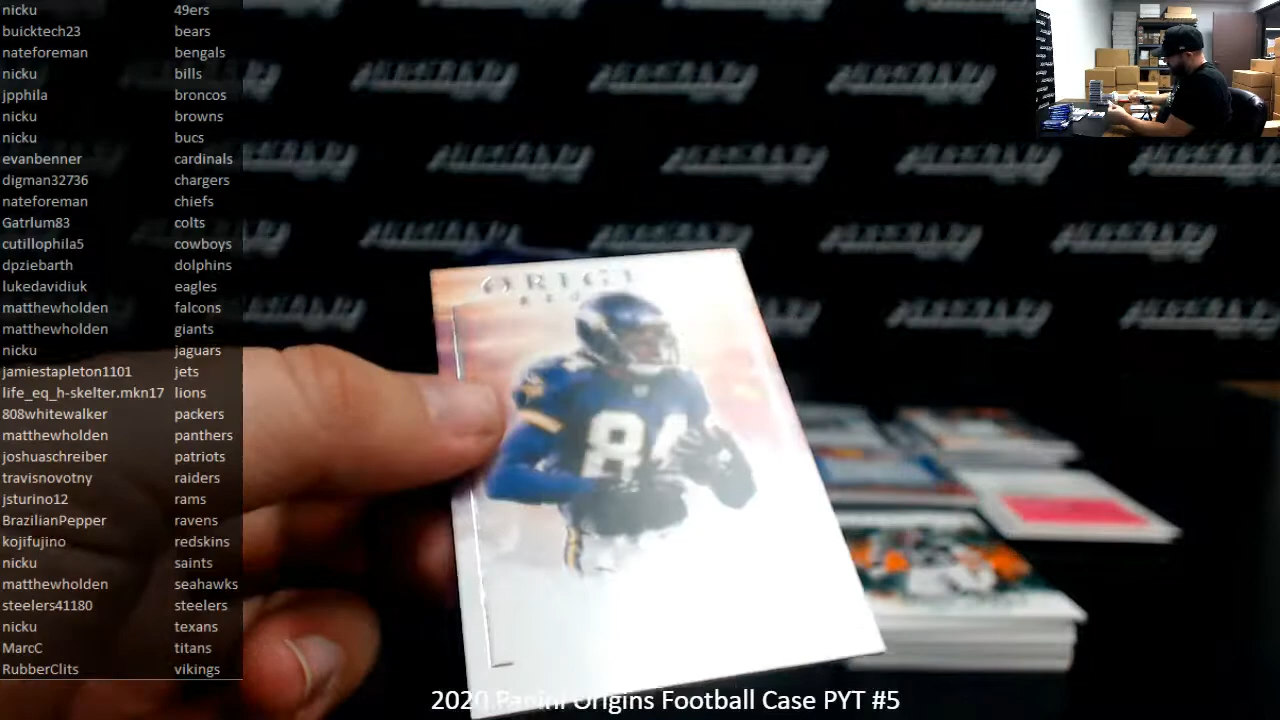 nicku 49ers
buicktech23 bears
nateforeman bengals
nicku bills
jpphila broncos
nicku browns
nicku bucs
evanbenner cardinals
digman32736 chargers
nateforeman chiefs
Gatrlum83 colts
cutillophila5 cowboys
dpziebarth dolphins
lukedavidiuk eagles
matthewholden falcons
matthewholden giants
nicku jaguars
jamiestapleton1101 jets
life_eq_h-skelter.mkn17 lions
808whitewalker packers
matthewholden panthers
joshuaschreiber patriots
travisnovotny raiders
jsturino12 rams
BrazilianPepper ravens
kojifujino redskins
nicku saints
matthewholden seahawks
steelers41180 steelers
nicku texans
MarcC titans
RubberClits vikings
84
2020 Panini Origins Football Case PYT #5